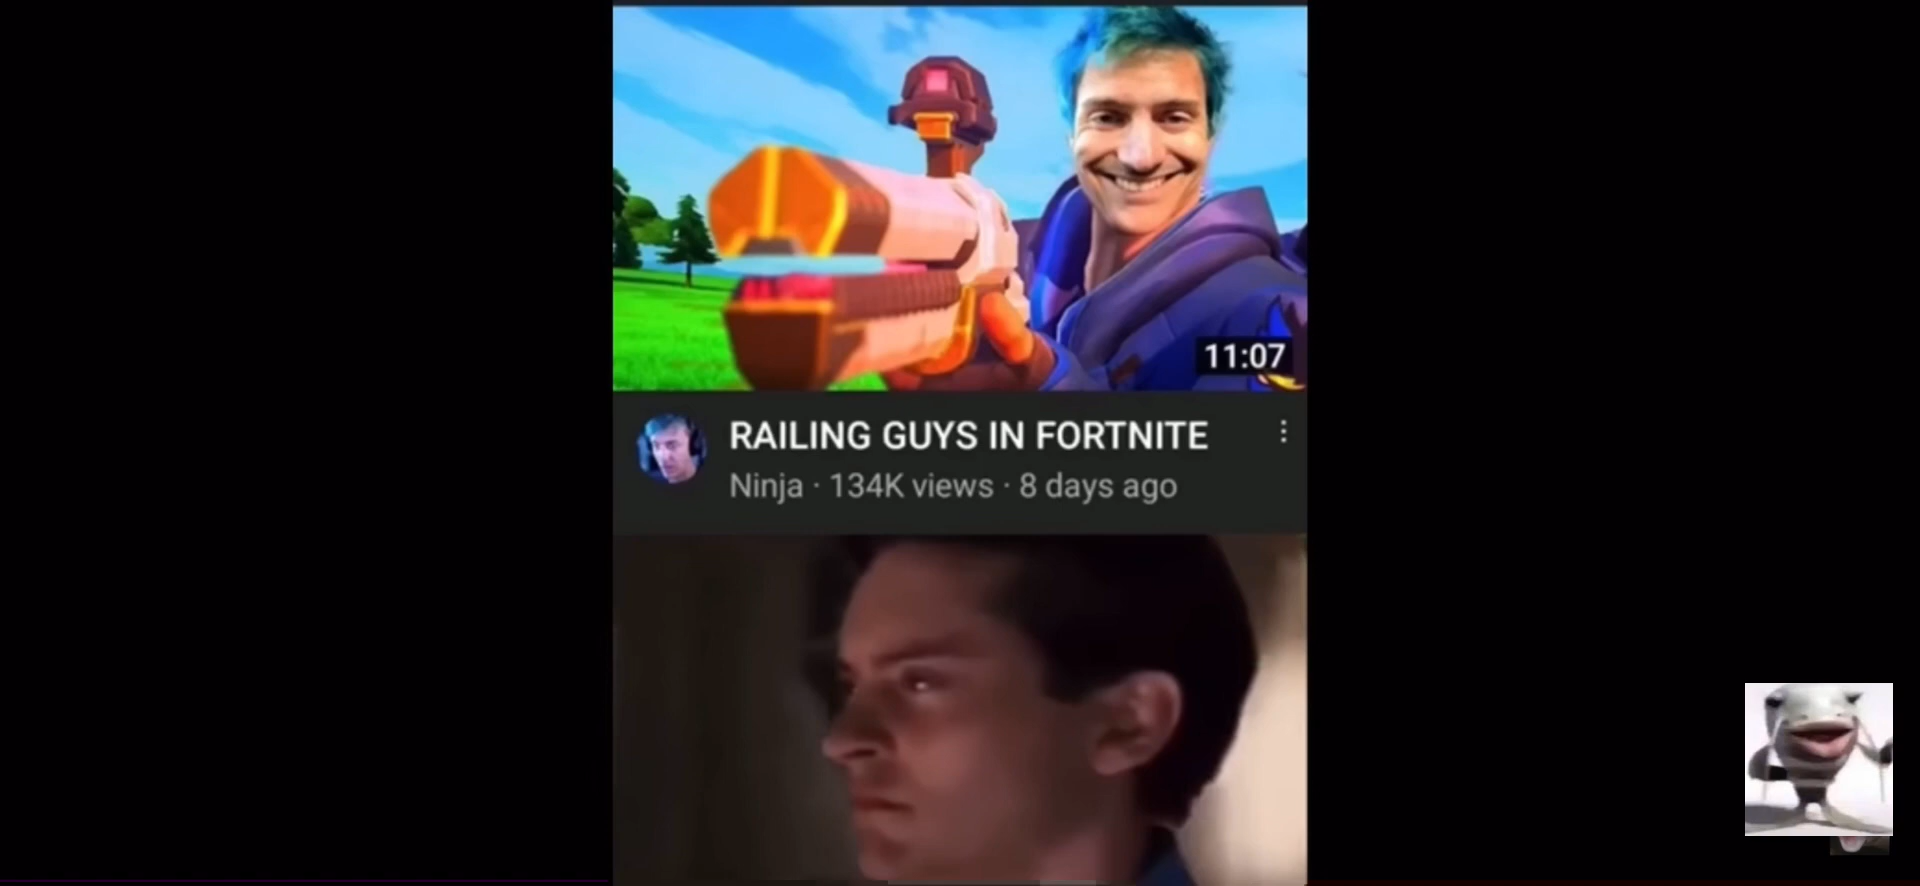 11:07
RAILING GUYS IN FORTNITE
Ninja · 134K views · 8 days ago